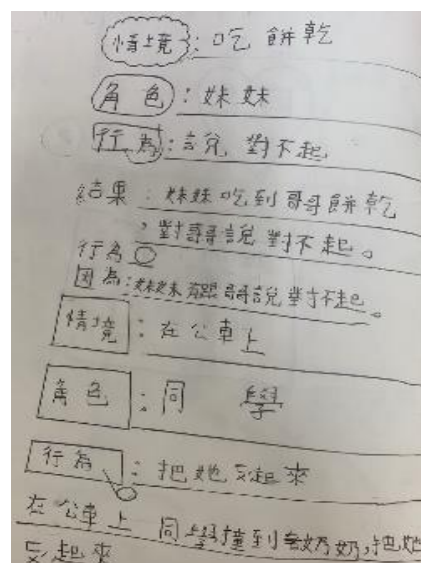 情境：吃餅乾
角色：妹妹
行為：說對不起
結果：妹妹吃到哥哥餅乾
，對哥哥說對不起。
行為○
因為：妹妹有跟哥哥說對不起。
情境：在公車上
角色：同學
行為：把她起來
在公車上 同學撞到奶奶，把她
起來